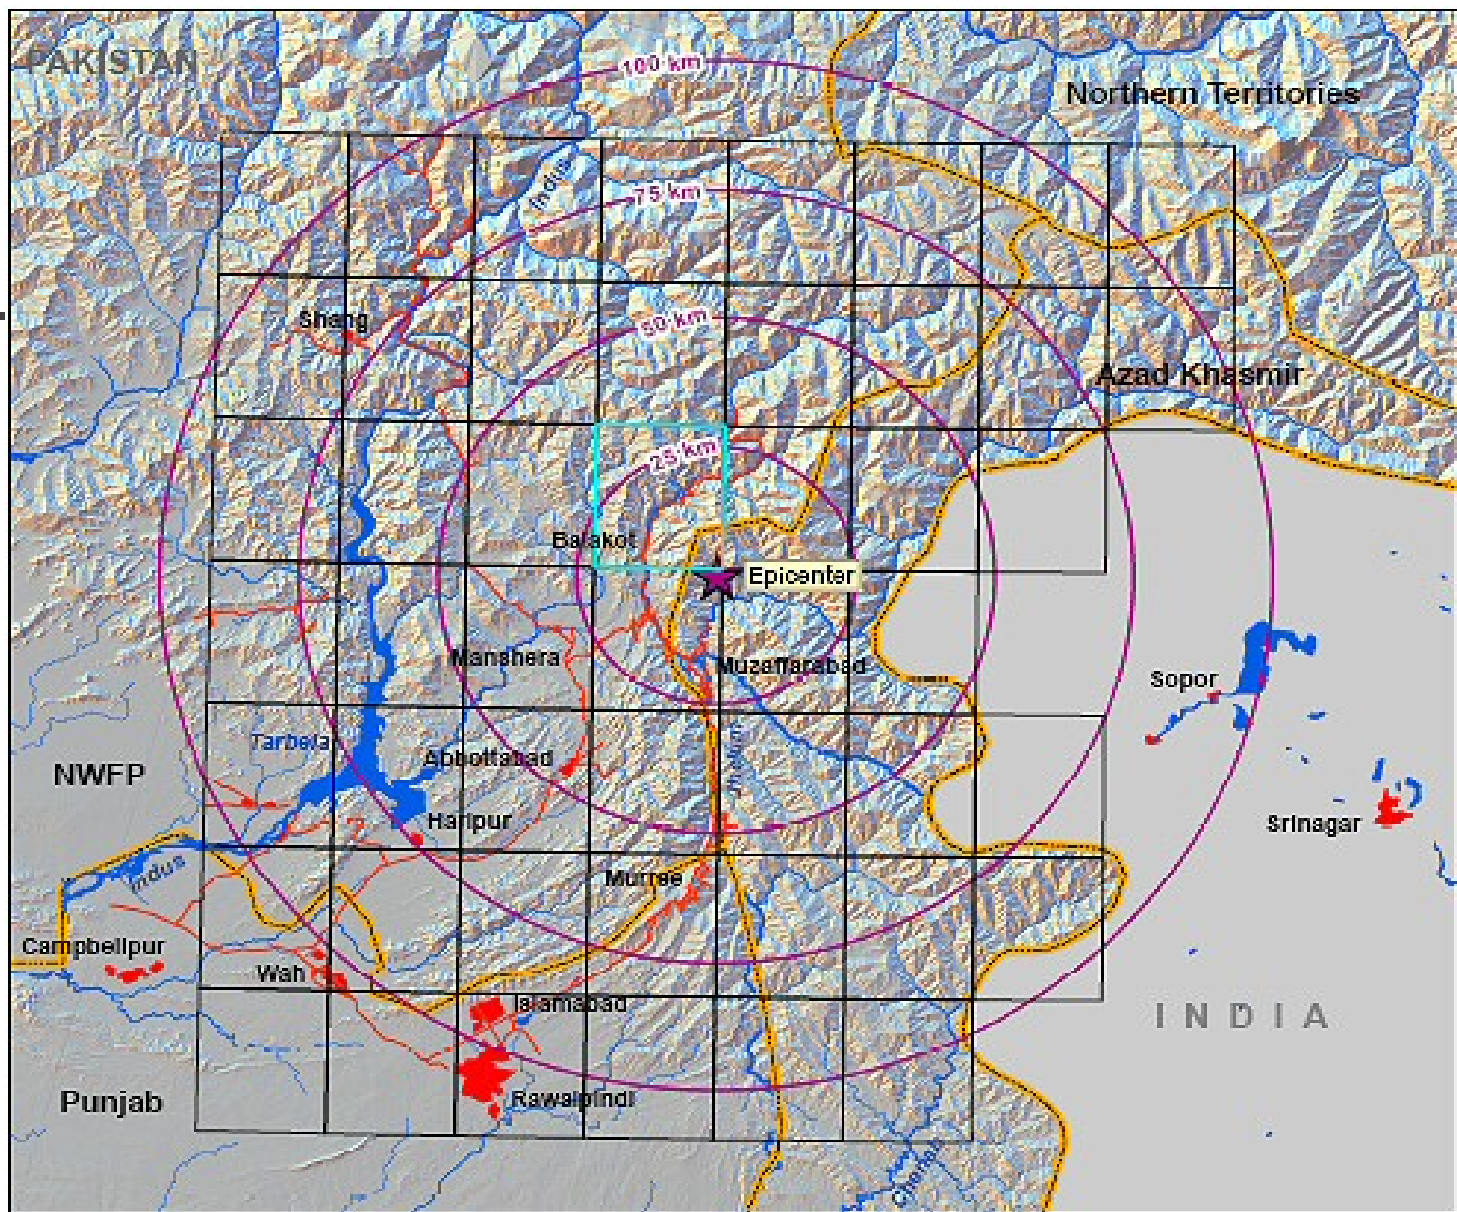 PAKISTAN
100 km
Northern Territories
Indus
75 km
Shang
50 km
Azad Khasmir
25 km
Balakot
Epicenter
Manshera
Muzaffarabad
Sopor
Tarbela
Abbottabad
Jhelum
NWFP
Haripur
Srinagar
Indus
Murree
Campbellpur
Wah
Islamabad
INDIA
Rawalpindi
Punjab
Chenab